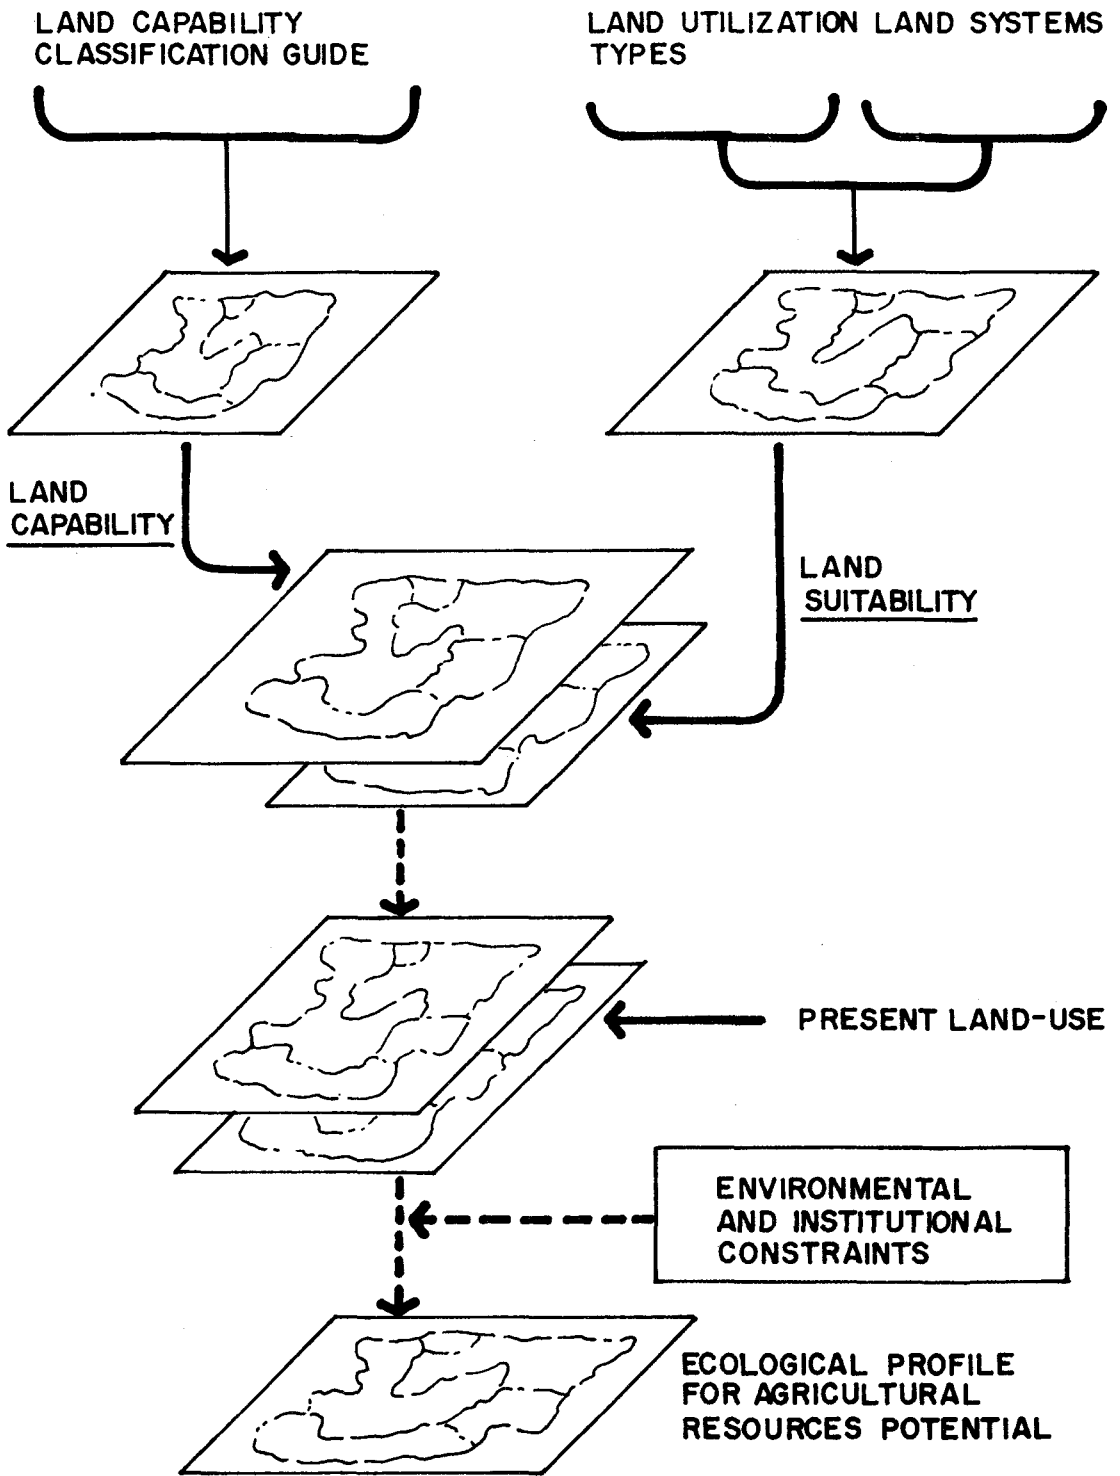 LAND CAPABILITY
CLASSIFICATION GUIDE
LAND UTILIZATION LAND SYSTEMS
TYPES
LAND
CAPABILITY
LAND
SUITABILITY
PRESENT LAND-USE
ENVIRONMENTAL
AND INSTITUTIONAL
CONSTRAINTS
ECOLOGICAL PROFILE
FOR AGRICULTURAL
RESOURCES POTENTIAL